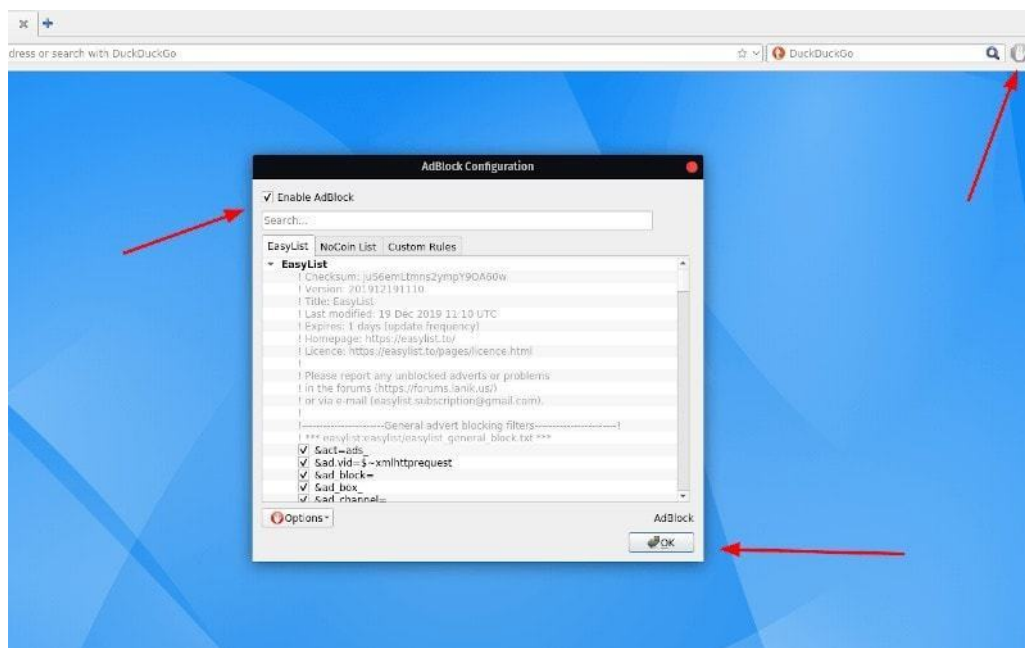 dress or search with DuckDuckGo
DuckDuckGo
AdBlock Configuration
Enable AdBlock
Search...
EasyList NoCoin List Custom Rules
EasyList
! Checksum:
! Version: 201912191110
! Title: EasyList
! Last modified: 19 Dec 2019 11:10 UTC
! Expires: 1 days (update frequency)
! Homepage: https://easylist.to/
! Licence: https://easylist.to/pages/licence.html
!
! Please report any unblocked adverts or problems
! in the forums (https://forums.lanik.us/)
! or via e-mail (easylist.subscription@gmail.com).
!
!-----------------------General advert blocking filters-----------------------!
! *** easylist:easylist/easylist_general_block.txt ***
&act=ads_
&ad.vid=$~xmlhttprequest
&ad_block=
&ad_box_
&ad_channel=
Options
AdBlock
OK